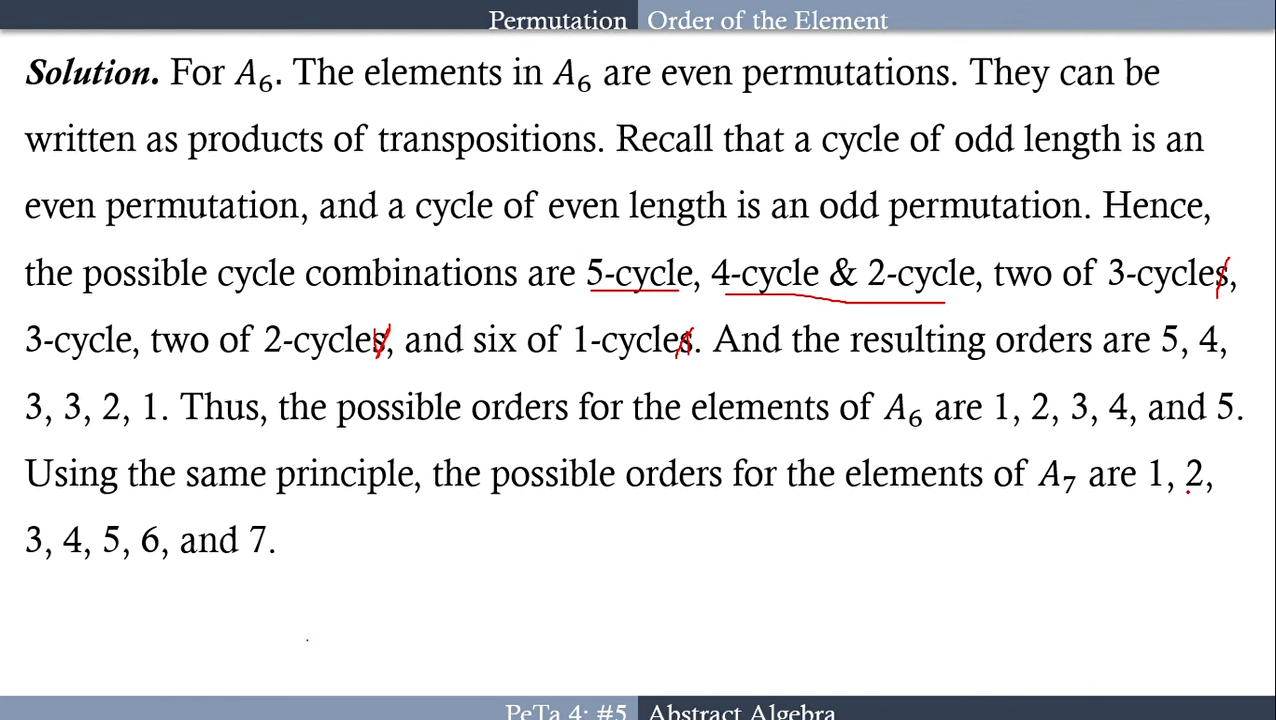 Permutation Order of the Element
Solution. For A₆. The elements in A₆ are even permutations. They can be
written as products of transpositions. Recall that a cycle of odd length is an
even permutation, and a cycle of even length is an odd permutation. Hence,
the possible cycle combinations are 5-cycle, 4-cycle & 2-cycle, two of 3-cycles,
3-cycle, two of 2-cycles, and six of 1-cycles. And the resulting orders are 5, 4,
3, 3, 2, 1. Thus, the possible orders for the elements of A₆ are 1, 2, 3, 4, and 5.
Using the same principle, the possible orders for the elements of A₇ are 1, 2,
3, 4, 5, 6, and 7.
PeTa 4: #5 Abstract Algebra